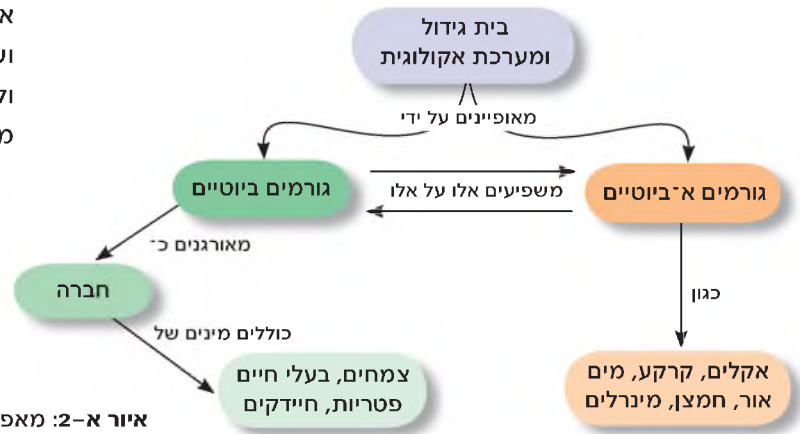 בית גידול
ומערכת אקולוגית
מאופיינים על ידי
גורמים א־ביוטיים
משפיעים אלו על אלו
גורמים ביוטיים
מאורגנים כ־
כגון
חברה
כוללים מינים של
צמחים, בעלי חיים
פטריות, חיידקים
אקלים, קרקע, מים
אור, חמצן, מינרלים
איור א–2: